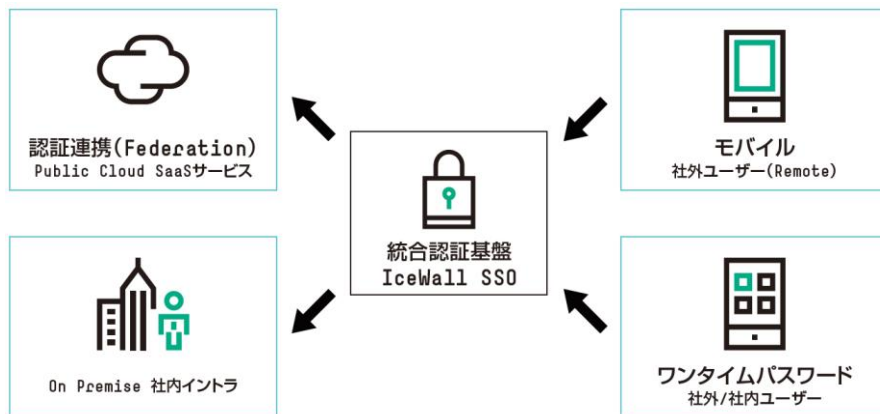 認証連携(Federation)
Public Cloud SaaSサービス
モバイル
社外ユーザー(Remote)
統合認証基盤
IceWall SSO
On Premise 社内イントラ
ワンタイムパスワード
社外/社内ユーザー